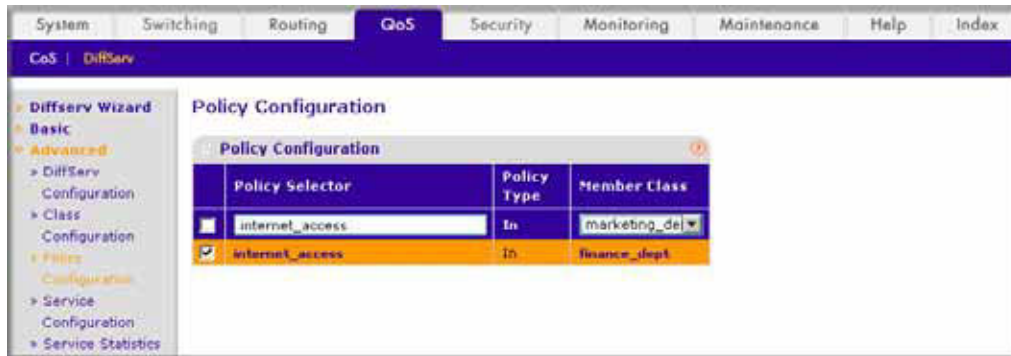 System Switching Routing QoS Security Monitoring Maintenance Help Index
CoS | DiffServ
Diffserv Wizard
Basic
Advanced
» DiffServ
Configuration
» Class
Configuration
» Policy
Configuration
» Service
Configuration
» Service Statistics
Policy Configuration
Policy Configuration
Policy Selector
Policy
Type
Member Class
internet_access In marketing_de
internet_access In finance_dept